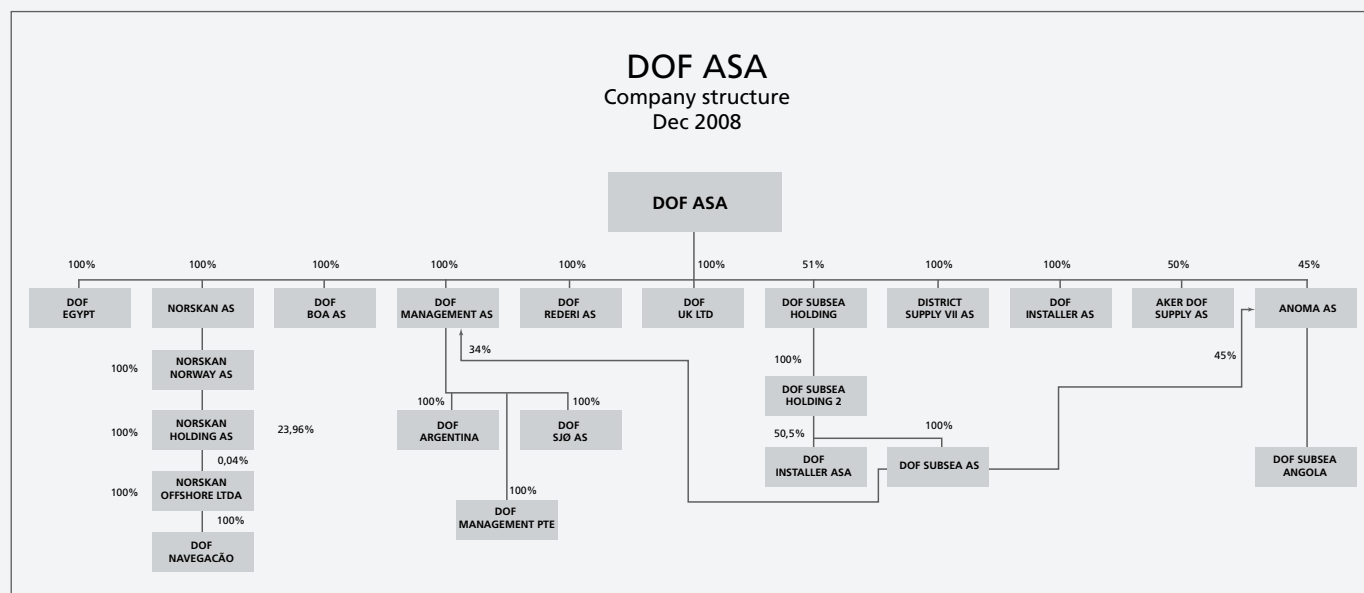 DOF ASA
Company structure
Dec 2008
DOF ASA
100%
100%
100%
100%
100%
100%
51%
100%
100%
50%
45%
DOF
EGYPT
NORSKAN AS
DOF
BOA AS
DOF
MANAGEMENT AS
DOF
REDERI AS
DOF
UK LTD
DOF SUBSEA
HOLDING
DISTRICT
SUPPLY VII AS
DOF
INSTALLER AS
AKER DOF
SUPPLY AS
ANOMA AS
34%
45%
100%
100%
NORSKAN
NORWAY AS
DOF SUBSEA
HOLDING 2
100%
100%
100%
NORSKAN
HOLDING AS
23,96%
DOF
ARGENTINA
DOF
SJØ AS
50,5%
100%
0,04%
DOF
INSTALLER ASA
DOF SUBSEA AS
DOF SUBSEA
ANGOLA
100%
NORSKAN
OFFSHORE LTDA
100%
DOF
MANAGEMENT PTE
100%
DOF
NAVEGACÃO